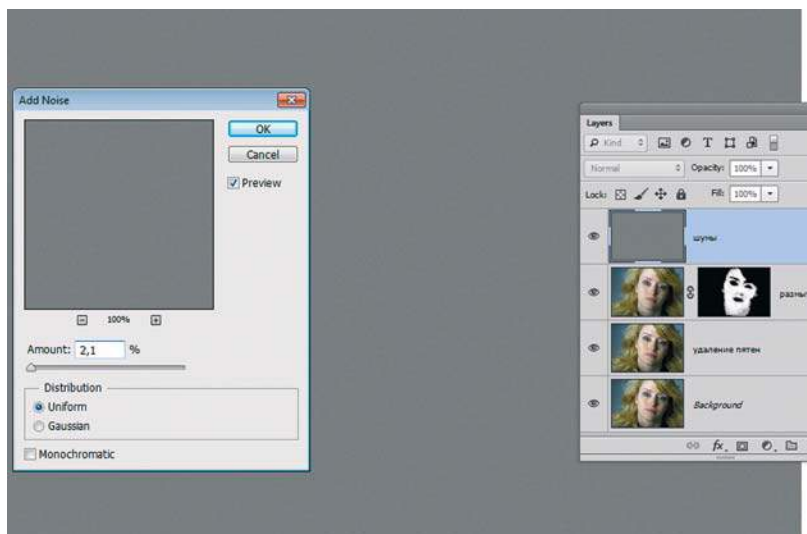 Add Noise
OK
Cancel
Preview
100%
Amount: 2,1 %
Distribution
Uniform
Gaussian
Monochromatic
Layers
Kind
Normal Opacity: 100%
Lock: Fill: 100%
шумы
удаление пятен
Background